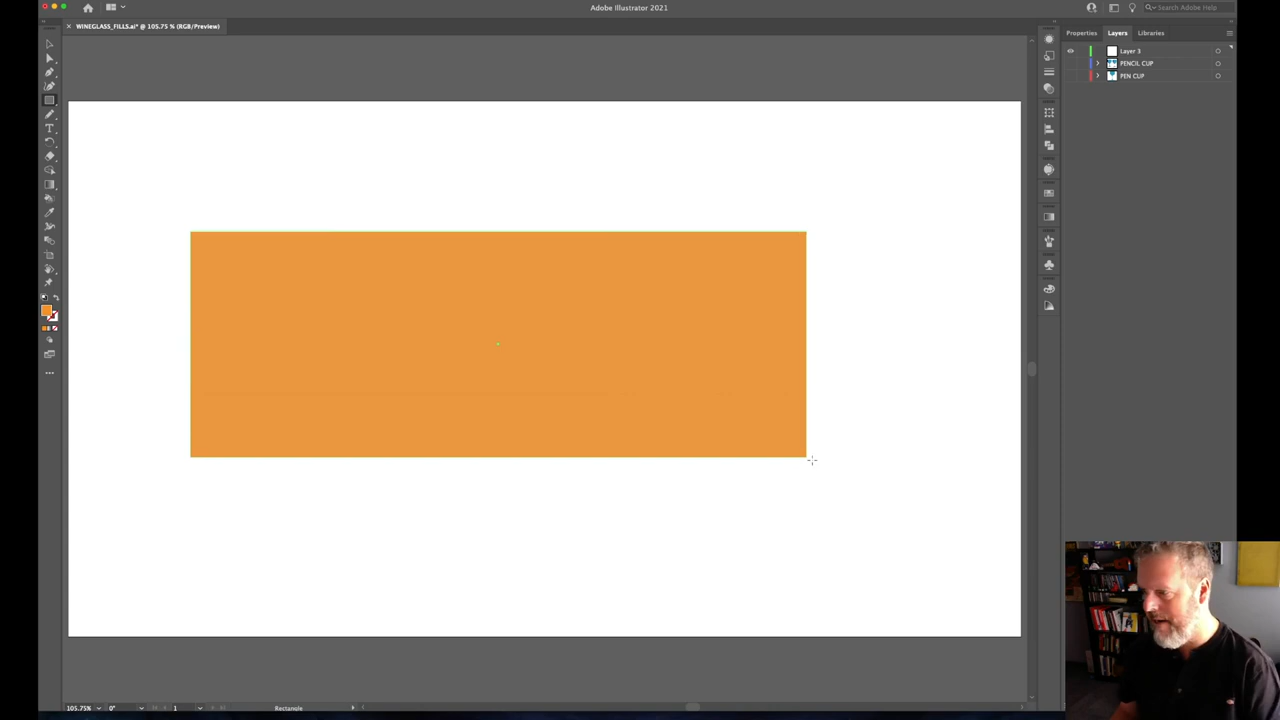 Adobe Illustrator 2021
Search Adobe Help
WINEGLASS_FILLS.ai* @ 105.75 % (RGB/Preview)
Properties
Layers
Libraries
Layer 3
PENCIL CUP
PEN CUP
105.75%
0°
1
Rectangle